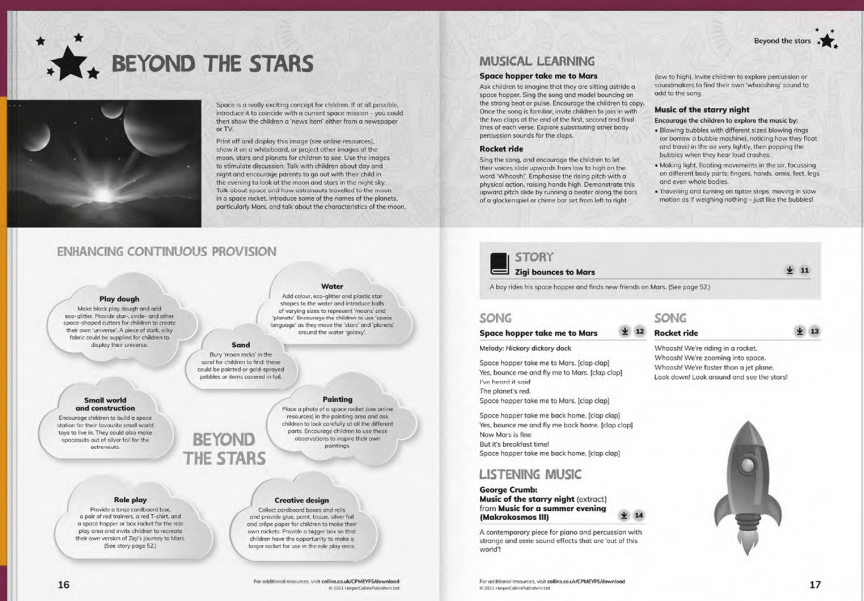 BEYOND THE STARS
Space is a really exciting concept for children. If at all possible,
introduce it to coincide with a current space mission – you could
then show the children a 'news item' either from a newspaper
or TV.
Print off and display this image (see online resources),
show it on a whiteboard, or project other images of the
moon, stars and planets for children to see. Use the images
to stimulate discussion. Talk with children about day and
night and encourage parents to go out with their child in
the evening to look at the moon and stars in the night sky.
Talk about space and how astronauts travelled to the moon
in a space rocket. Introduce some of the names of the planets,
particularly Mars, and talk about the characteristics of the moon.
ENHANCING CONTINUOUS PROVISION
Play dough
Make black play dough and add
eco-glitter. Provide star-, circle- and other
space-shaped cutters for children to create
their own 'universe'. A piece of dark, silky
fabric could be supplied for children to
display their universe.
Water
Add colour, eco-glitter and plastic star
shapes to the water and introduce balls
of varying sizes to represent 'moons' and
'planets'. Encourage the children to use 'space
language' as they move the 'stars' and 'planets'
around the water 'galaxy'.
Sand
Bury 'moon rocks' in the
sand for children to find: these
could be painted or gold-sprayed
pebbles or items covered in foil.
Small world
and construction
Encourage children to build a space
station for their favourite small world
toys to live in. They could also make
spacesuits out of silver foil for the
astronauts.
Painting
Place a photo of a space rocket (see online
resources) in the painting area and ask
children to look carefully at all the different
parts. Encourage children to use these
observations to inspire their own
paintings.
BEYOND
THE STARS
Role play
Provide a large cardboard box,
a pair of red trainers, a red T-shirt, and
a space hopper or box rocket for the role
play area and invite children to recreate
their own version of Zigi's journey to Mars.
(See story page 52.)
Creative design
Collect cardboard boxes and rolls
and provide glue, paint, tissue, silver foil
and crêpe paper for children to make their
own rockets. Provide a bigger box so that
children have the opportunity to make a
larger rocket for use in the role play area.
16
For additional resources, visit collins.co.uk/CPMEYFS/download
© 2021 HarperCollinsPublishers Ltd
Beyond the stars
MUSICAL LEARNING
Space hopper take me to Mars
Ask children to imagine that they are sitting astride a
space hopper. Sing the song and model bouncing on
the strong beat or pulse. Encourage the children to copy.
Once the song is familiar, invite children to join in with
the two claps at the end of the first, second and final
lines of each verse. Explore substituting other body
percussion sounds for the claps.
Rocket ride
Sing the song, and encourage the children to let
their voices slide upwards from low to high on the
word 'Whoosh!'. Emphasise the rising pitch with a
physical action, raising hands high. Demonstrate this
upward pitch slide by running a beater along the bars
of a glockenspiel or chime bar set from left to right
(low to high). Invite children to explore percussion or
soundmakers to find their own 'whooshing' sound to
add to the song.
Music of the starry night
Encourage the children to explore the music by:
• Blowing bubbles with different sized blowing rings
(or borrow a bubble machine), noticing how they float
and travel in the air very lightly, then popping the
bubbles when they hear loud crashes.
• Making light, floating movements in the air, focussing
on different body parts: fingers, hands, arms, feet, legs
and even whole bodies.
• Travelling and turning on tiptoe steps, moving in slow
motion as if weighing nothing – just like the bubbles!
STORY
Zigi bounces to Mars
11
A boy rides his space hopper and finds new friends on Mars. (See page 52.)
SONG
Space hopper take me to Mars
12
Melody: Hickory dickory dock
Space hopper take me to Mars. [clap clap]
Yes, bounce me and fly me to Mars. [clap clap]
I've heard it said
The planet's red.
Space hopper take me to Mars. [clap clap]
Space hopper take me back home. [clap clap]
Yes, bounce me and fly me back home. [clap clap]
Now Mars is fine
But it's breakfast time!
Space hopper take me back home. [clap clap]
SONG
Rocket ride
13
Whoosh! We're riding in a rocket.
Whoosh! We're zooming into space.
Whoosh! We're faster than a jet plane.
Look down! Look around and see the stars!
LISTENING MUSIC
George Crumb:
Music of the starry night (extract)
from Music for a summer evening
(Makrokosmos III)
14
A contemporary piece for piano and percussion with
strange and eerie sound effects that are 'out of this
world'!
For additional resources, visit collins.co.uk/CPMEYFS/download
© 2021 HarperCollinsPublishers Ltd
17